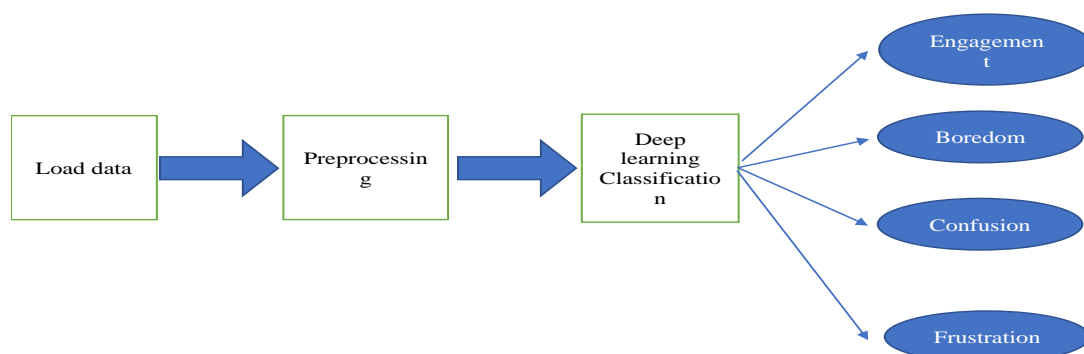 Load data
Preprocessin
g
Deep
learning
Classificatio
n
Engagemen
t
Boredom
Confusion
Frustration